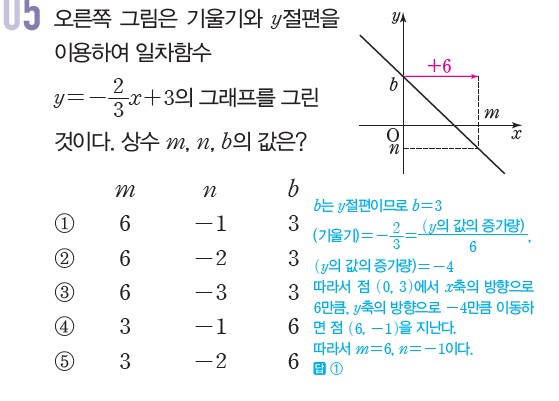 05 오른쪽 그림은 기울기와 y절편을
이용하여 일차함수
y=-2/3x+3의 그래프를 그린
것이다. 상수 m, n, b의 값은?
y
+6
b
m
O
x
n
m n b
① 6 -1 3
② 6 -2 3
③ 6 -3 3
④ 3 -1 6
⑤ 3 -2 6
b는 y절편이므로 b=3
(기울기)=-2/3=(y의 값의 증가량)/6,
(y의 값의 증가량)=-4
따라서 점 (0, 3)에서 x축의 방향으로
6만큼, y축의 방향으로 -4만큼 이동하
면 점 (6, -1)을 지난다.
따라서 m=6, n=-1이다.
답 ①